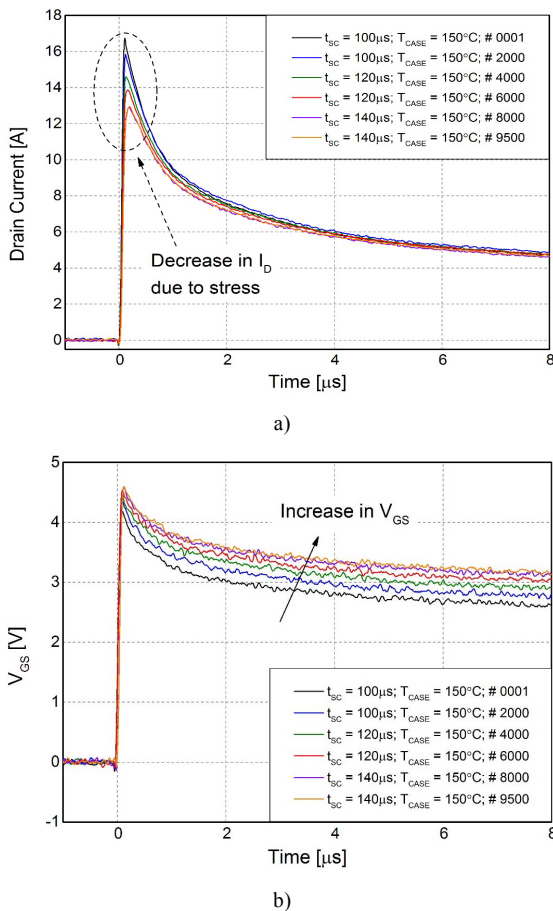 18
16
14
12
10
8
6
4
2
0
Drain Current [A]
t_SC = 100μs; T_CASE = 150°C; # 0001
t_SC = 100μs; T_CASE = 150°C; # 2000
t_SC = 120μs; T_CASE = 150°C; # 4000
t_SC = 120μs; T_CASE = 150°C; # 6000
t_SC = 140μs; T_CASE = 150°C; # 8000
t_SC = 140μs; T_CASE = 150°C; # 9500
Decrease in I_D
due to stress
0 2 4 6 8
Time [μs]
a)
5
4
3
2
1
0
-1
V_GS [V]
Increase in V_GS
t_SC = 100μs; T_CASE = 150°C; # 0001
t_SC = 100μs; T_CASE = 150°C; # 2000
t_SC = 120μs; T_CASE = 150°C; # 4000
t_SC = 120μs; T_CASE = 150°C; # 6000
t_SC = 140μs; T_CASE = 150°C; # 8000
t_SC = 140μs; T_CASE = 150°C; # 9500
0 2 4 6 8
Time [μs]
b)